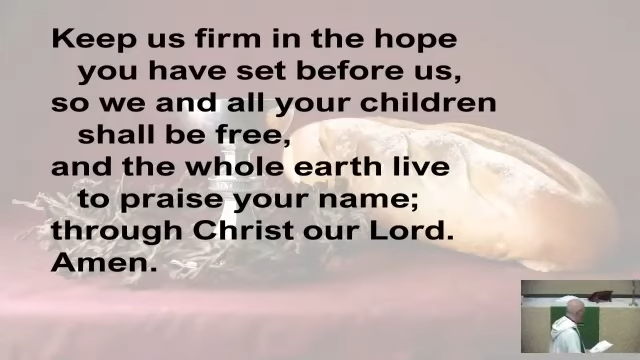 Keep us firm in the hope
you have set before us,
so we and all your children
shall be free,
and the whole earth live
to praise your name;
through Christ our Lord.
Amen.